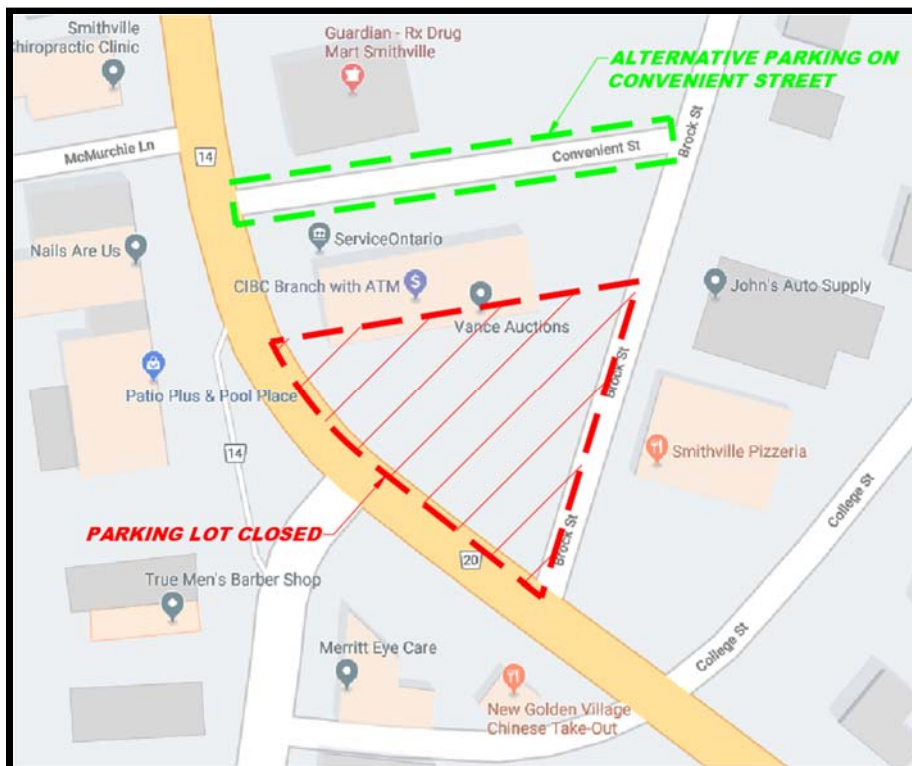 Smithville
Chiropractic Clinic
Guardian - Rx Drug
Mart Smithville
ALTERNATIVE PARKING ON
CONVENIENT STREET
Brock St
McMurchie Ln
14
Convenient St
ServiceOntario
Nails Are Us
CIBC Branch with ATM
John's Auto Supply
Vance Auctions
Brock St
Patio Plus & Pool Place
14
Smithville Pizzeria
College St
PARKING LOT CLOSED
20
Brock St
True Men's Barber Shop
College St
Merritt Eye Care
New Golden Village
Chinese Take-Out